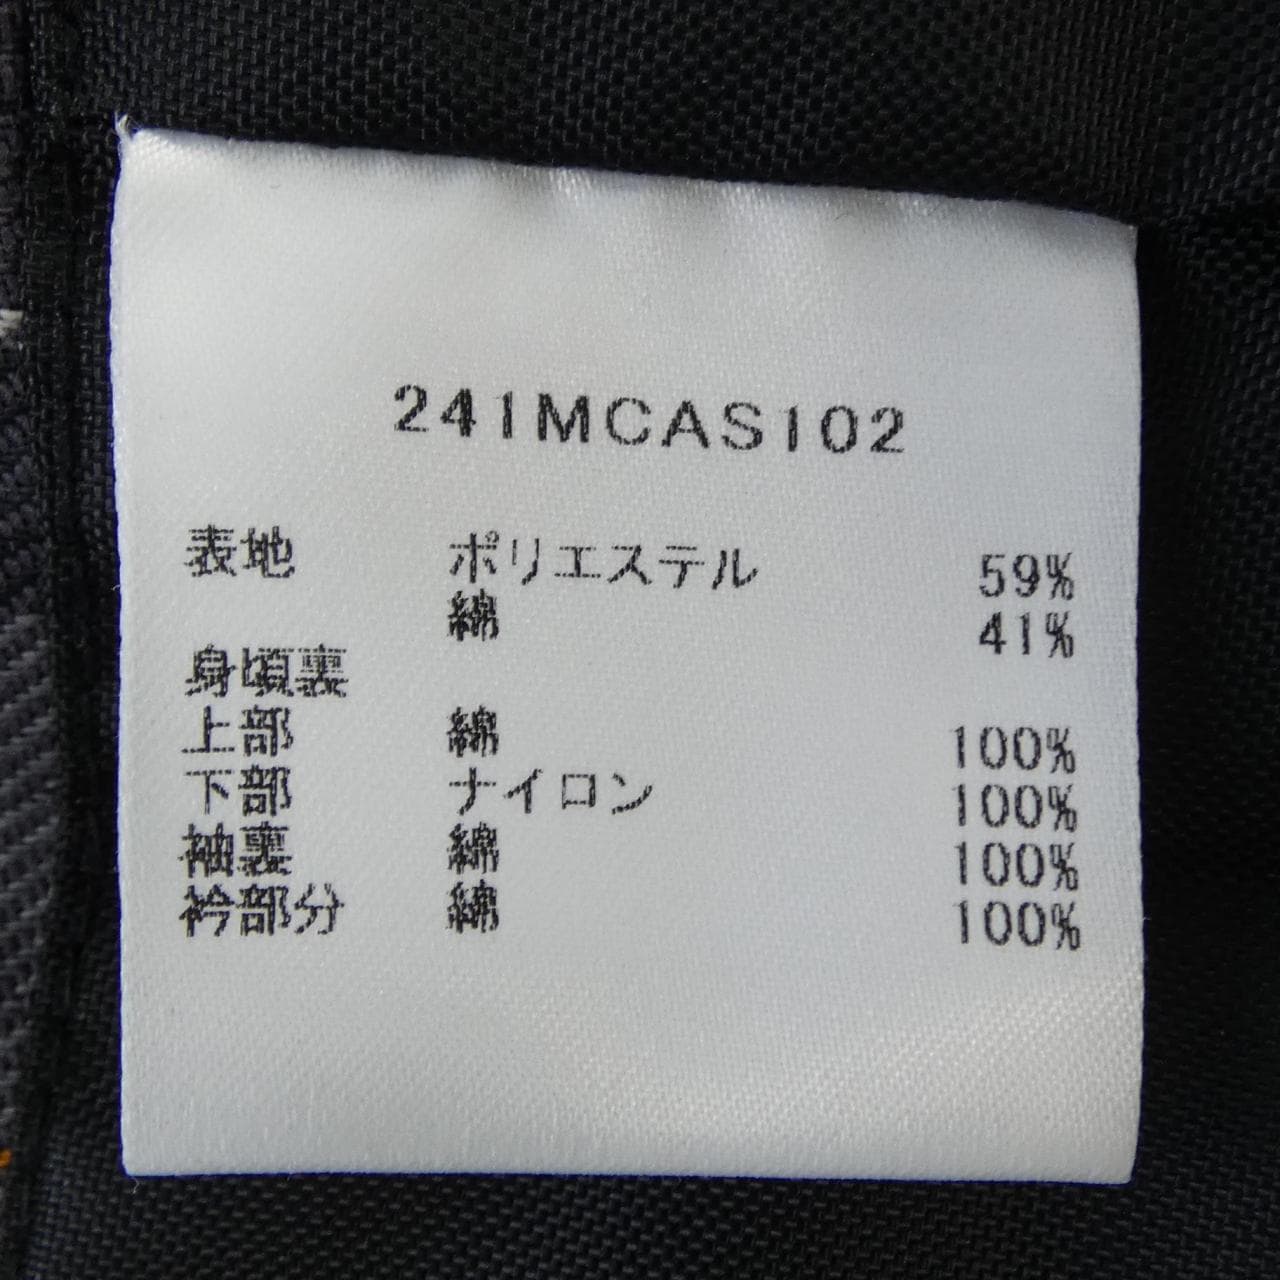 241MCAS102
表地 ポリエステル 59%
綿 41%
身頃裏
上部 綿 100%
下部 ナイロン 100%
袖裏 綿 100%
衿部分 綿 100%